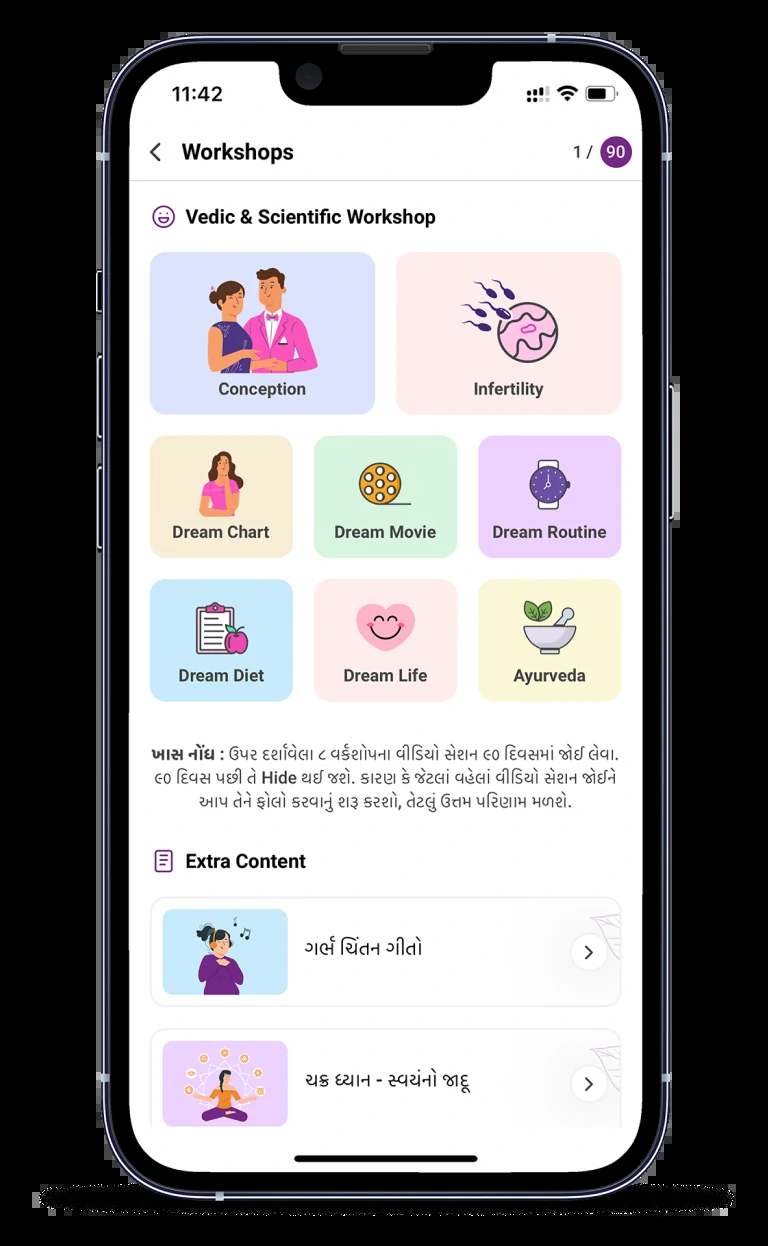 11:42
Workshops
1 / 90
Vedic & Scientific Workshop
Conception
Infertility
Dream Chart
Dream Movie
Dream Routine
Dream Diet
Dream Life
Ayurveda
ખાસ નોંધ : ઉપર દર્શાવેલા ૮ વર્કશોપના વીડિયો સેશન ૯૦ દિવસમાં જોઈ લેવા.
૯૦ દિવસ પછી તે Hide થઈ જશે. કારણ કે જેટલાં વહેલાં વીડિયો સેશન જોઈને
આપ તેને ફોલો કરવાનું શરૂ કરશો, તેટલું ઉત્તમ પરિણામ મળશે.
Extra Content
ગર્ભ ચિંતન ગીતો
ચક્ર ધ્યાન - સ્વયંનો જાદૂ